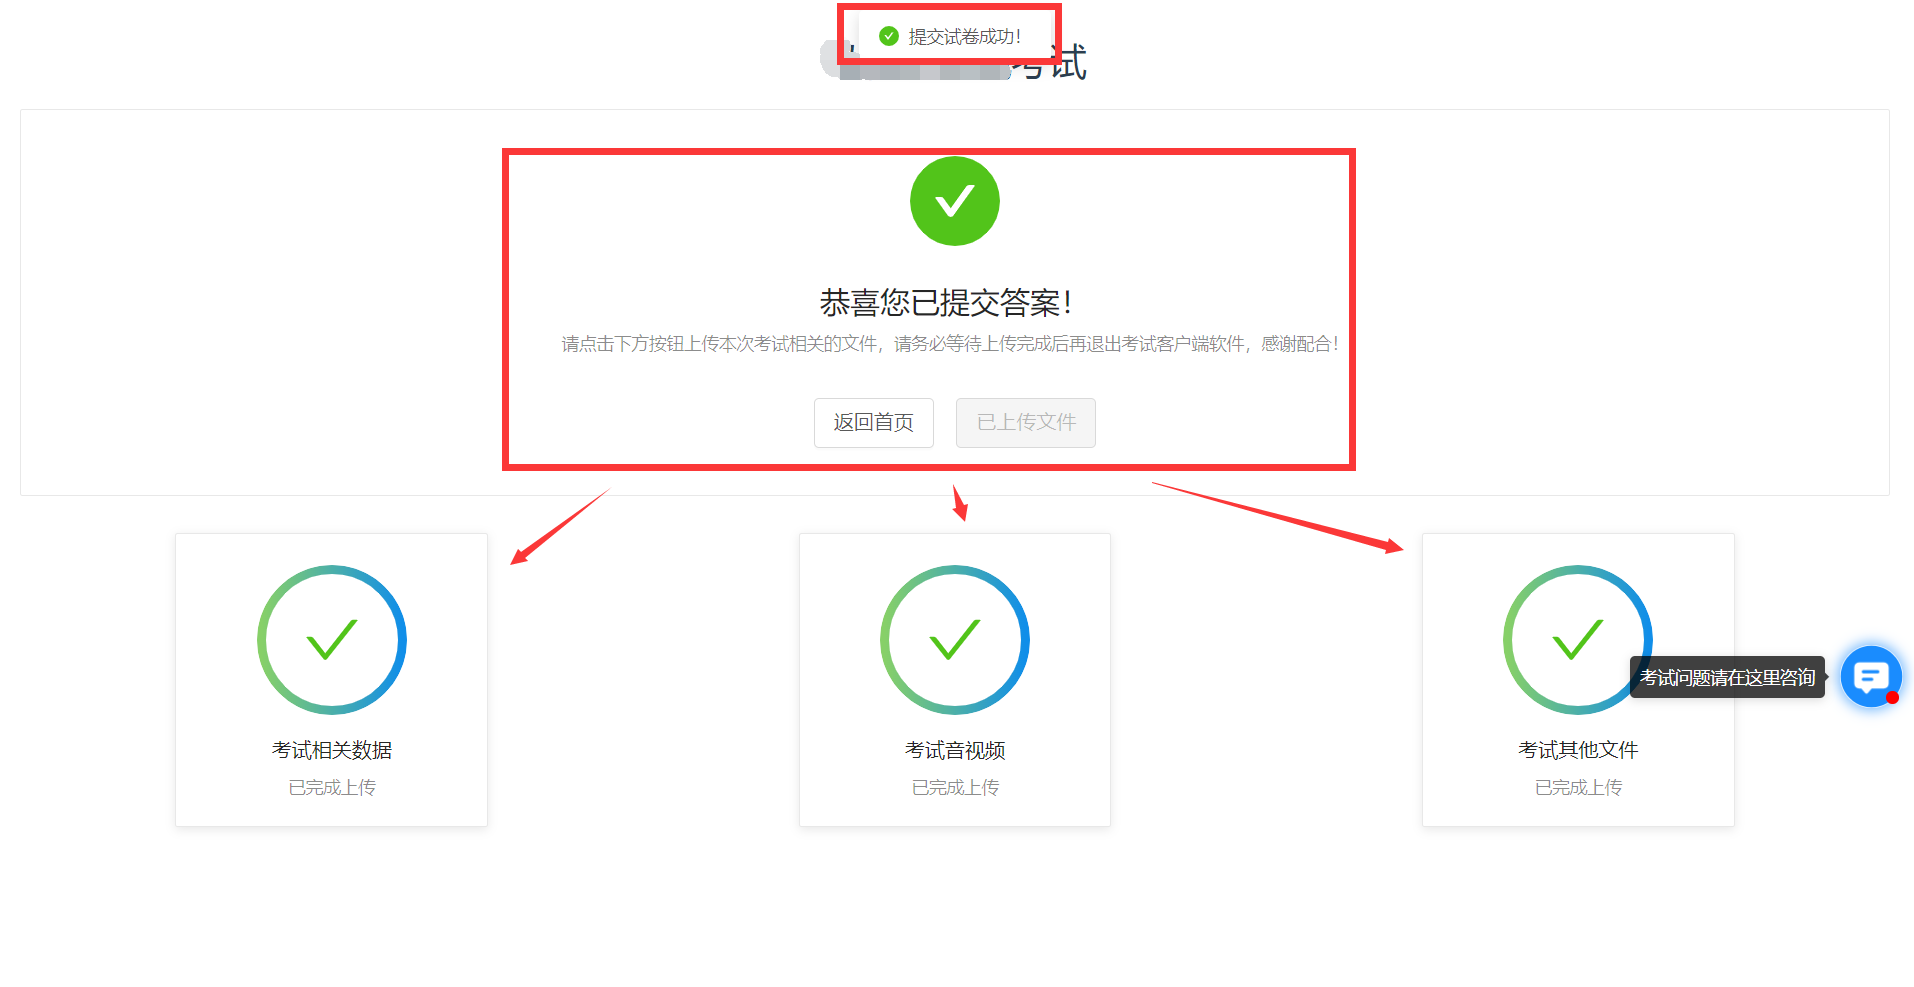 提交试卷成功！
考试
恭喜您已提交答案！
请点击下方按钮上传本次考试相关的文件，请务必等待上传完成后再退出考试客户端软件，感谢配合！
返回首页
已上传文件
考试相关数据
已完成上传
考试音视频
已完成上传
考试其他文件
已完成上传
考试问题请在这里咨询